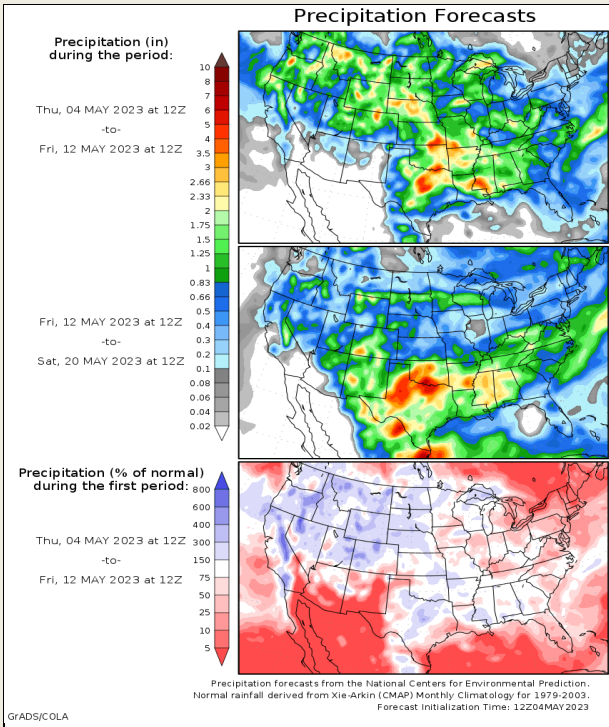 Precipitation Forecasts
Precipitation (in)
during the period:
Thu, 04 MAY 2023 at 12Z
-to-
Fri, 12 MAY 2023 at 12Z
10
8
7
6
5
4
3.5
3
2.66
2.33
2
1.75
1.5
1.25
1
0.83
0.66
0.5
0.4
0.3
0.2
0.1
0.08
0.06
0.04
0.02
Fri, 12 MAY 2023 at 12Z
-to-
Sat, 20 MAY 2023 at 12Z
Precipitation (% of normal)
during the first period:
Thu, 04 MAY 2023 at 12Z
-to-
Fri, 12 MAY 2023 at 12Z
800
600
400
300
150
75
50
25
10
5
Precipitation forecasts from the National Centers for Environmental Prediction.
Normal rainfall derived from Xie-Arkin (CMAP) Monthly Climatology for 1979-2003.
Forecast Initialization Time: 12Z04MAY2023
GrADS/COLA